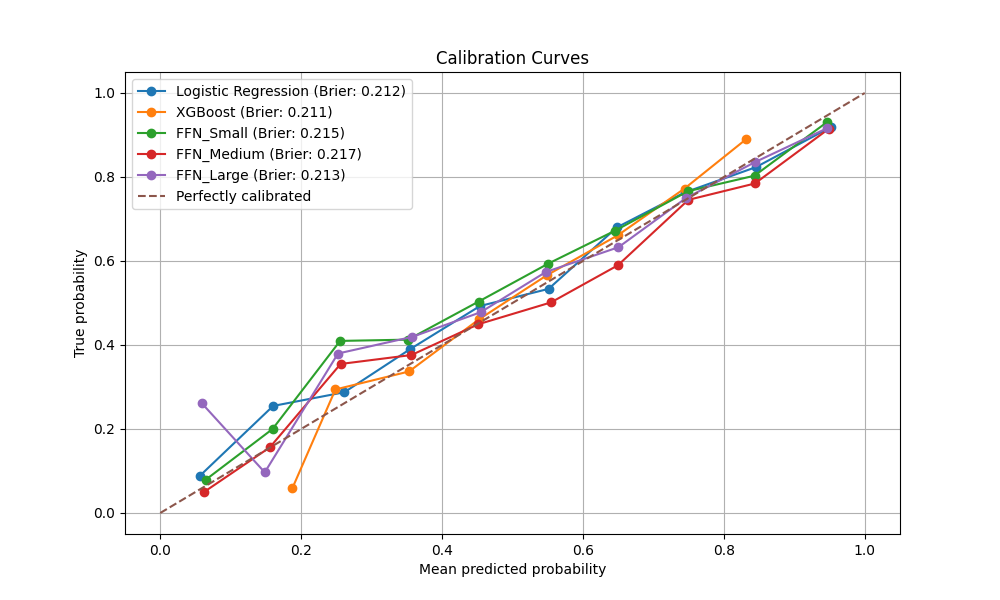 Calibration Curves
Logistic Regression (Brier: 0.212)
XGBoost (Brier: 0.211)
FFN_Small (Brier: 0.215)
FFN_Medium (Brier: 0.217)
FFN_Large (Brier: 0.213)
Perfectly calibrated
True probability
1.0
0.8
0.6
0.4
0.2
0.0
0.0 0.2 0.4 0.6 0.8 1.0
Mean predicted probability